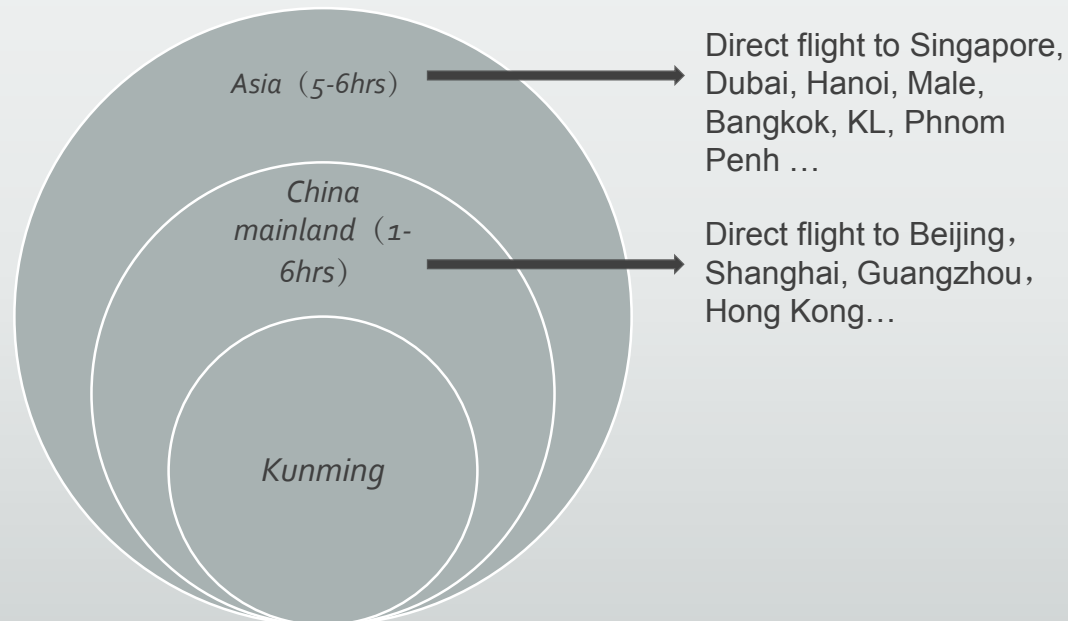 Asia（5-6hrs）
Direct flight to Singapore,
Dubai, Hanoi, Male,
Bangkok, KL, Phnom
Penh …
China
mainland（1-
6hrs）
Direct flight to Beijing，
Shanghai, Guangzhou，
Hong Kong…
Kunming